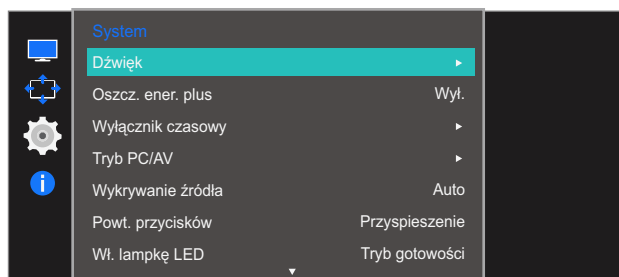 System
Dźwięk
Oszcz. ener. plus Wył.
Wyłącznik czasowy
Tryb PC/AV
Wykrywanie źródła Auto
Powt. przycisków Przyspieszenie
Wł. lampkę LED Tryb gotowości